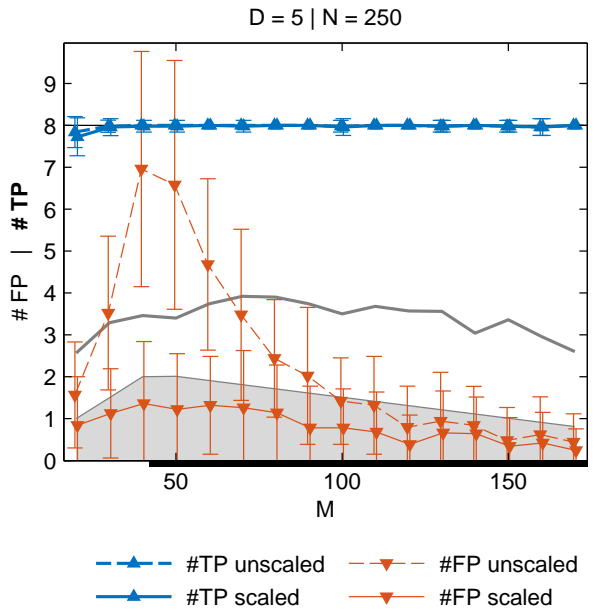 D = 5 | N = 250
9
8
7
6
5
4
3
2
1
0
# FP | # TP
50 100 150
M
#TP unscaled #FP unscaled
#TP scaled #FP scaled